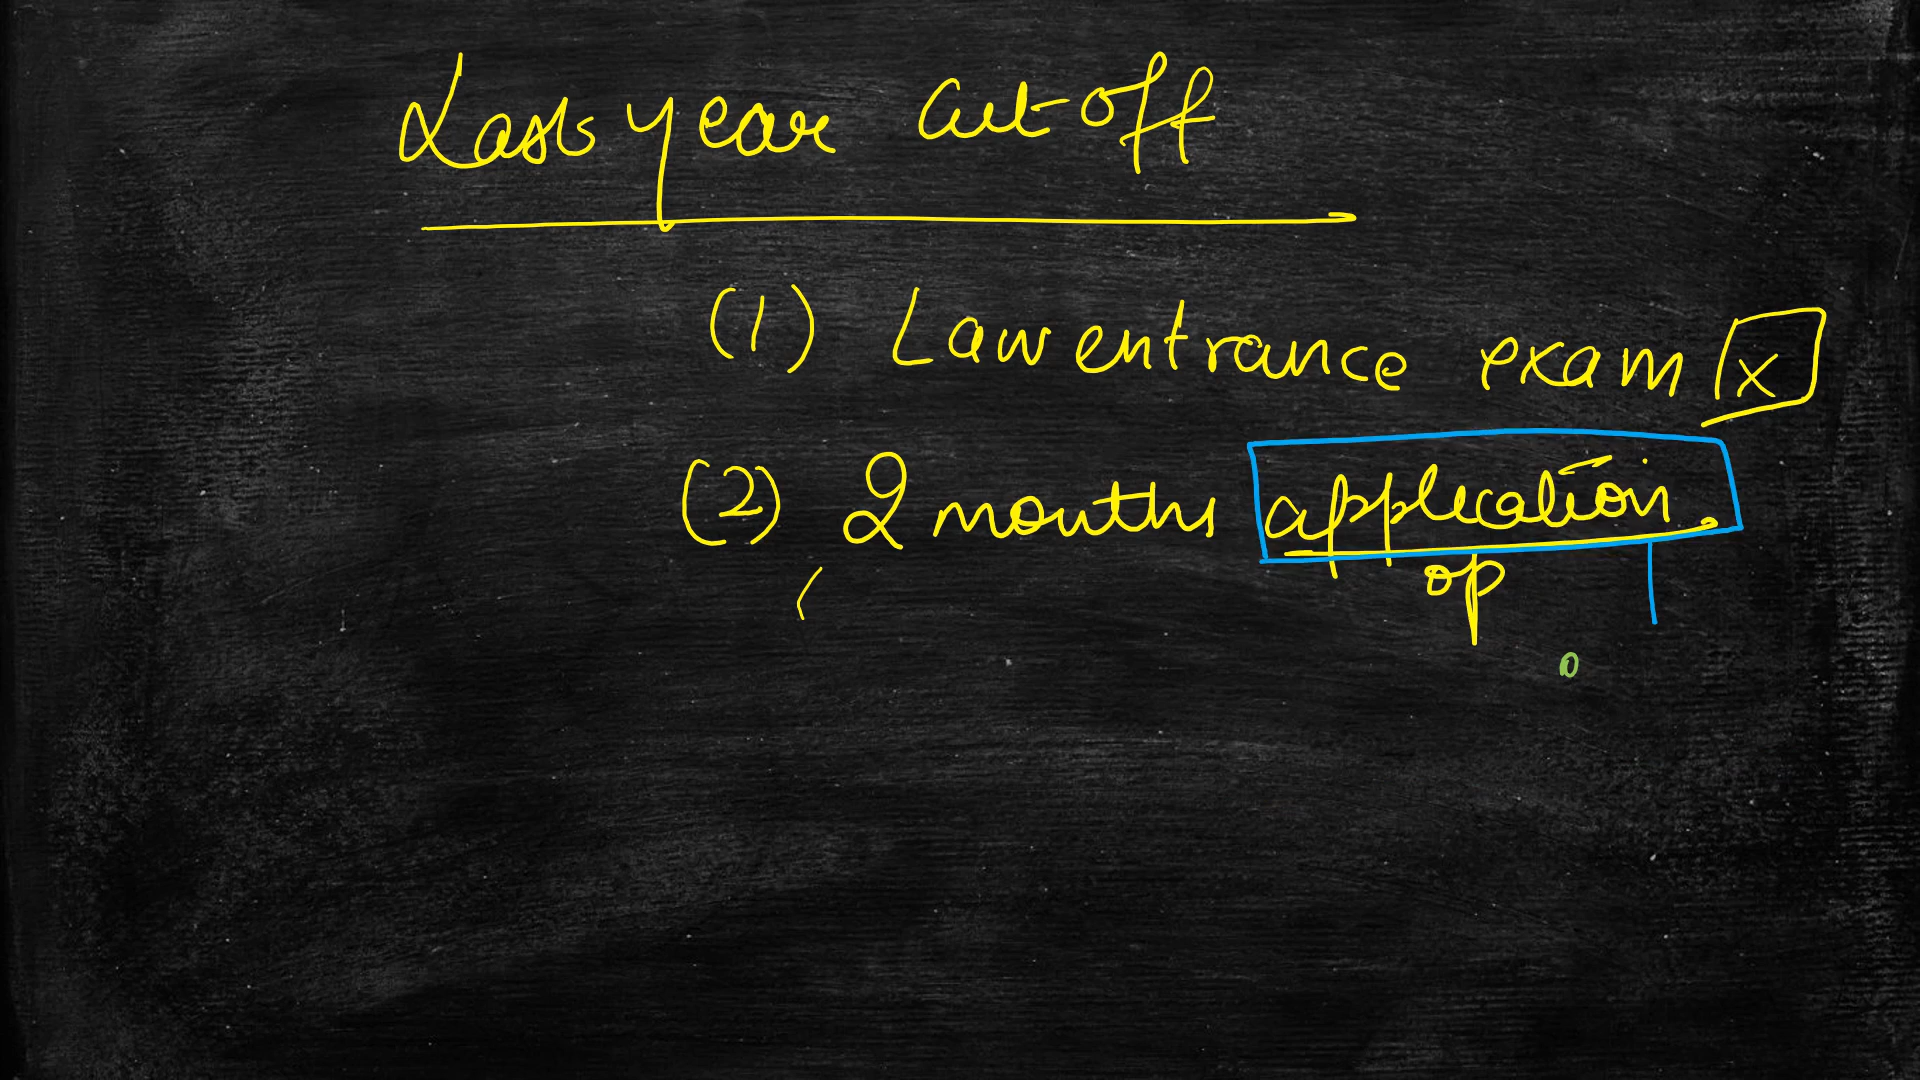 Last year Cut-off
(1) Law entrance exam x
(2) 2 months application
op